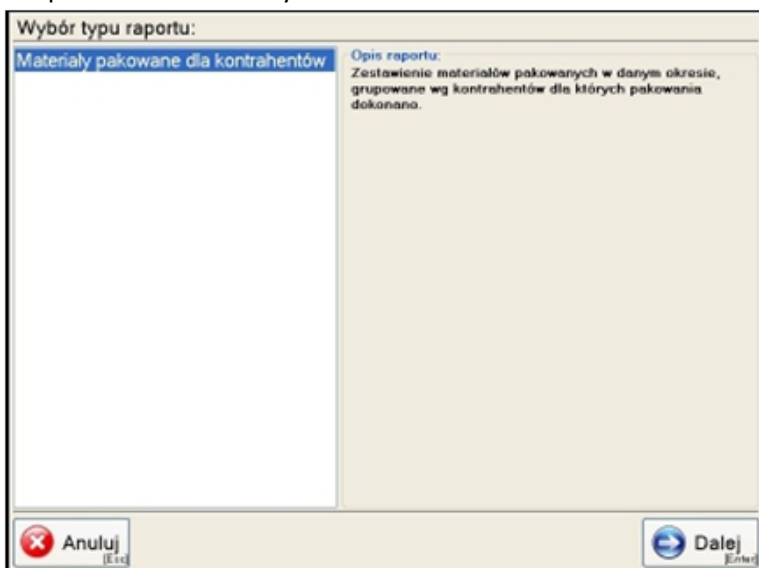 Wybór typu raportu:
Materiały pakowane dla kontrahentów
Opis raportu:
Zestawienie materiałów pakowanych w danym okresie,
grupowane wg kontrahentów dla których pakowania
dokonano.
Anuluj
[Esc]
Dalej
[Enter]